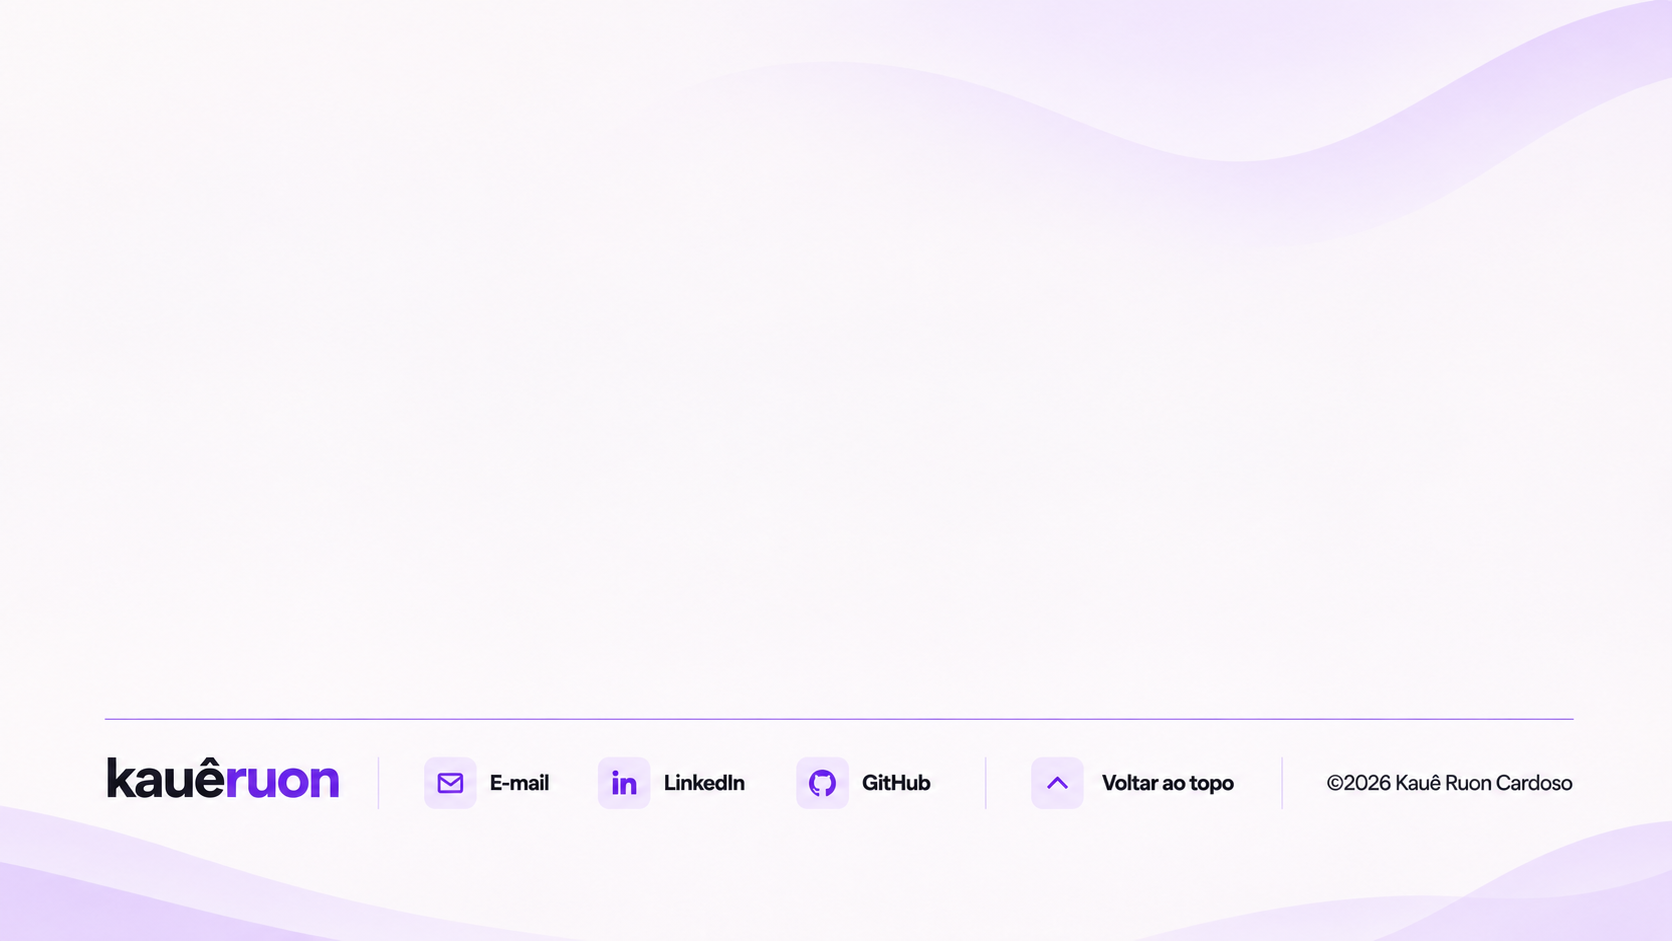 kauêruon
E-mail
LinkedIn
GitHub
Voltar ao topo
©2026 Kauê Ruon Cardoso